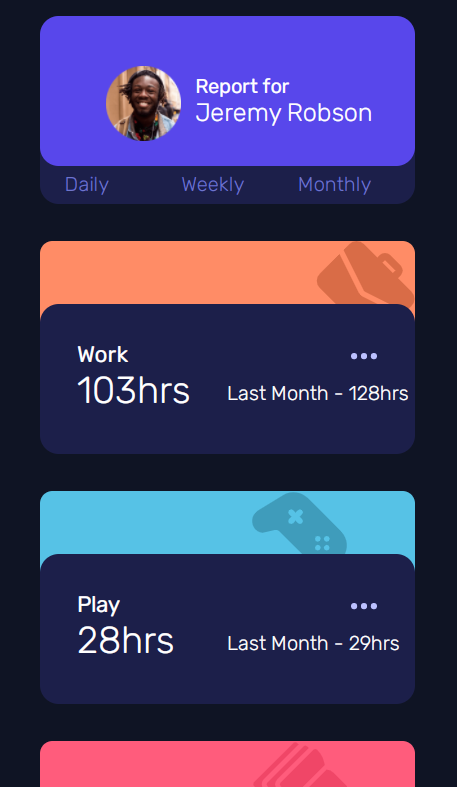 Report for
Jeremy Robson
Daily Weekly Monthly
Work
103hrs Last Month - 128hrs
Play
28hrs Last Month - 29hrs